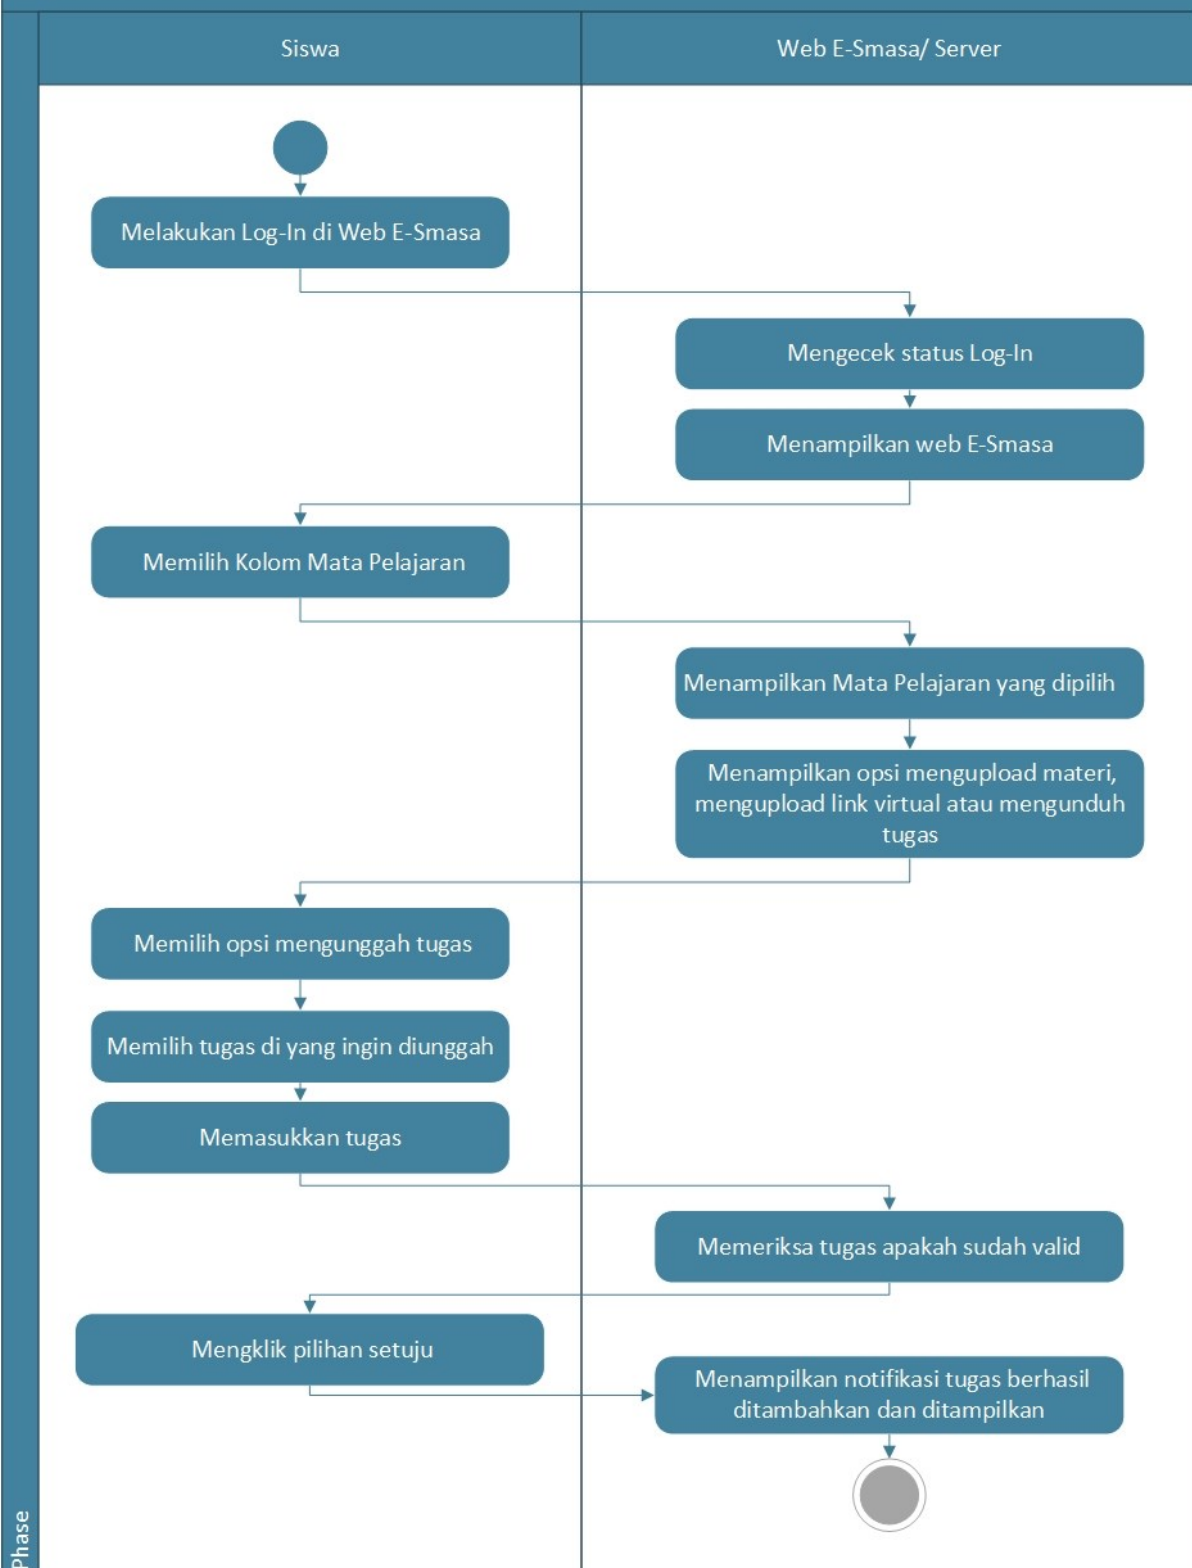 Siswa
Web E-Smasa/ Server
Melakukan Log-In di Web E-Smasa
Mengecek status Log-In
Menampilkan web E-Smasa
Memilih Kolom Mata Pelajaran
Menampilkan Mata Pelajaran yang dipilih
Menampilkan opsi mengupload materi,
mengupload link virtual atau mengunduh
tugas
Memilih opsi mengunggah tugas
Memilih tugas di yang ingin diunggah
Memasukkan tugas
Memeriksa tugas apakah sudah valid
Mengklik pilihan setuju
Menampilkan notifikasi tugas berhasil
ditambahkan dan ditampilkan
Phase